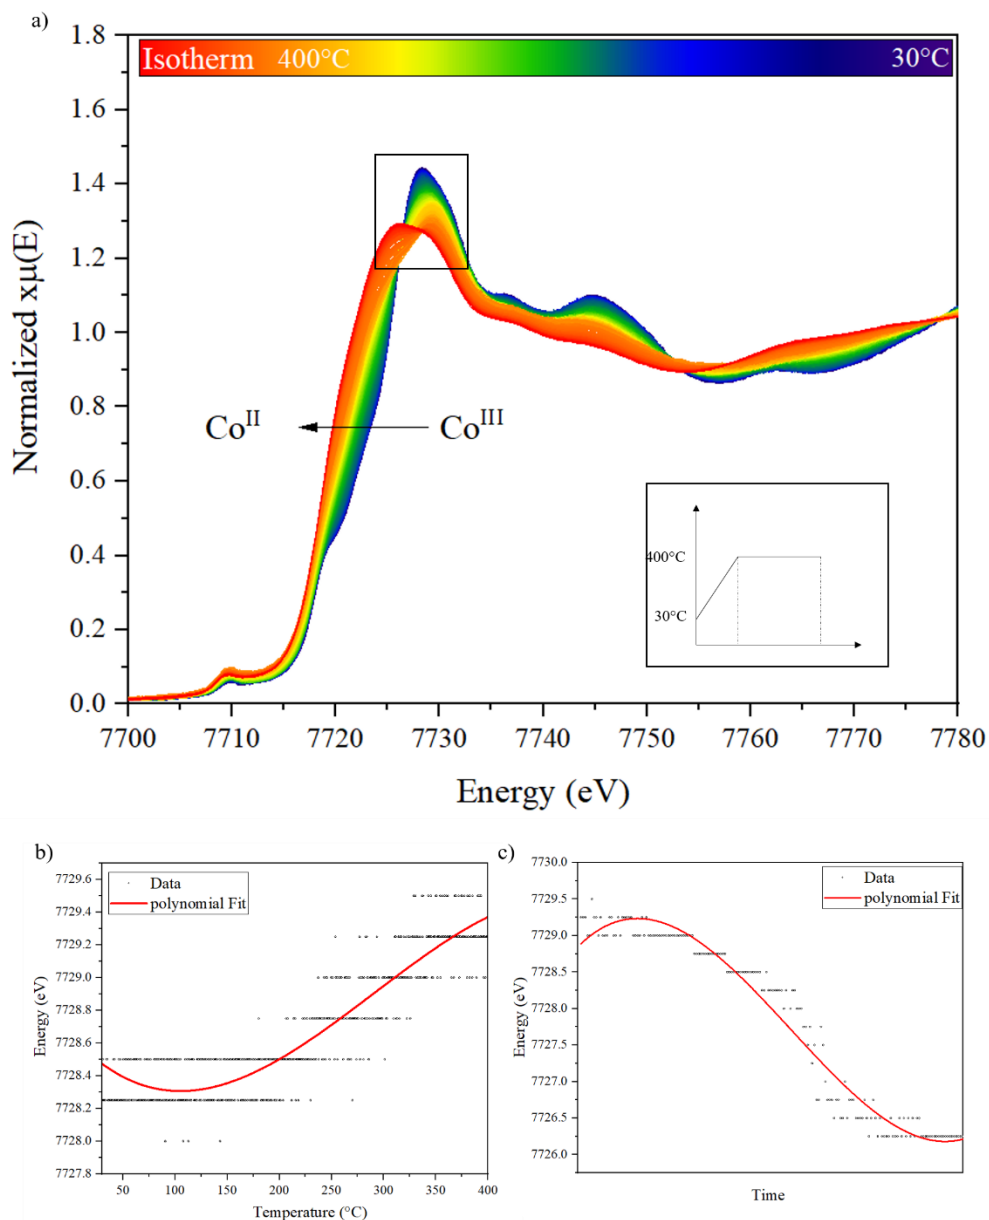 a)
Isotherm 400°C 30°C
1.8
1.6
1.4
1.2
1.0
0.8
0.6
0.4
0.2
0.0
Normalized xμ(E)
Co^II Co^III
400°C
30°C
7700 7710 7720 7730 7740 7750 7760 7770 7780
Energy (eV)
b)
Data
polynomial Fit
7729.6
7729.4
7729.2
7729.0
7728.8
7728.6
7728.4
7728.2
7728.0
7727.8
Energy (eV)
50 100 150 200 250 300 350 400
Temperature (°C)
c)
Data
polynomial Fit
7730.0
7729.5
7729.0
7728.5
7728.0
7727.5
7727.0
7726.5
7726.0
Energy (eV)
Time